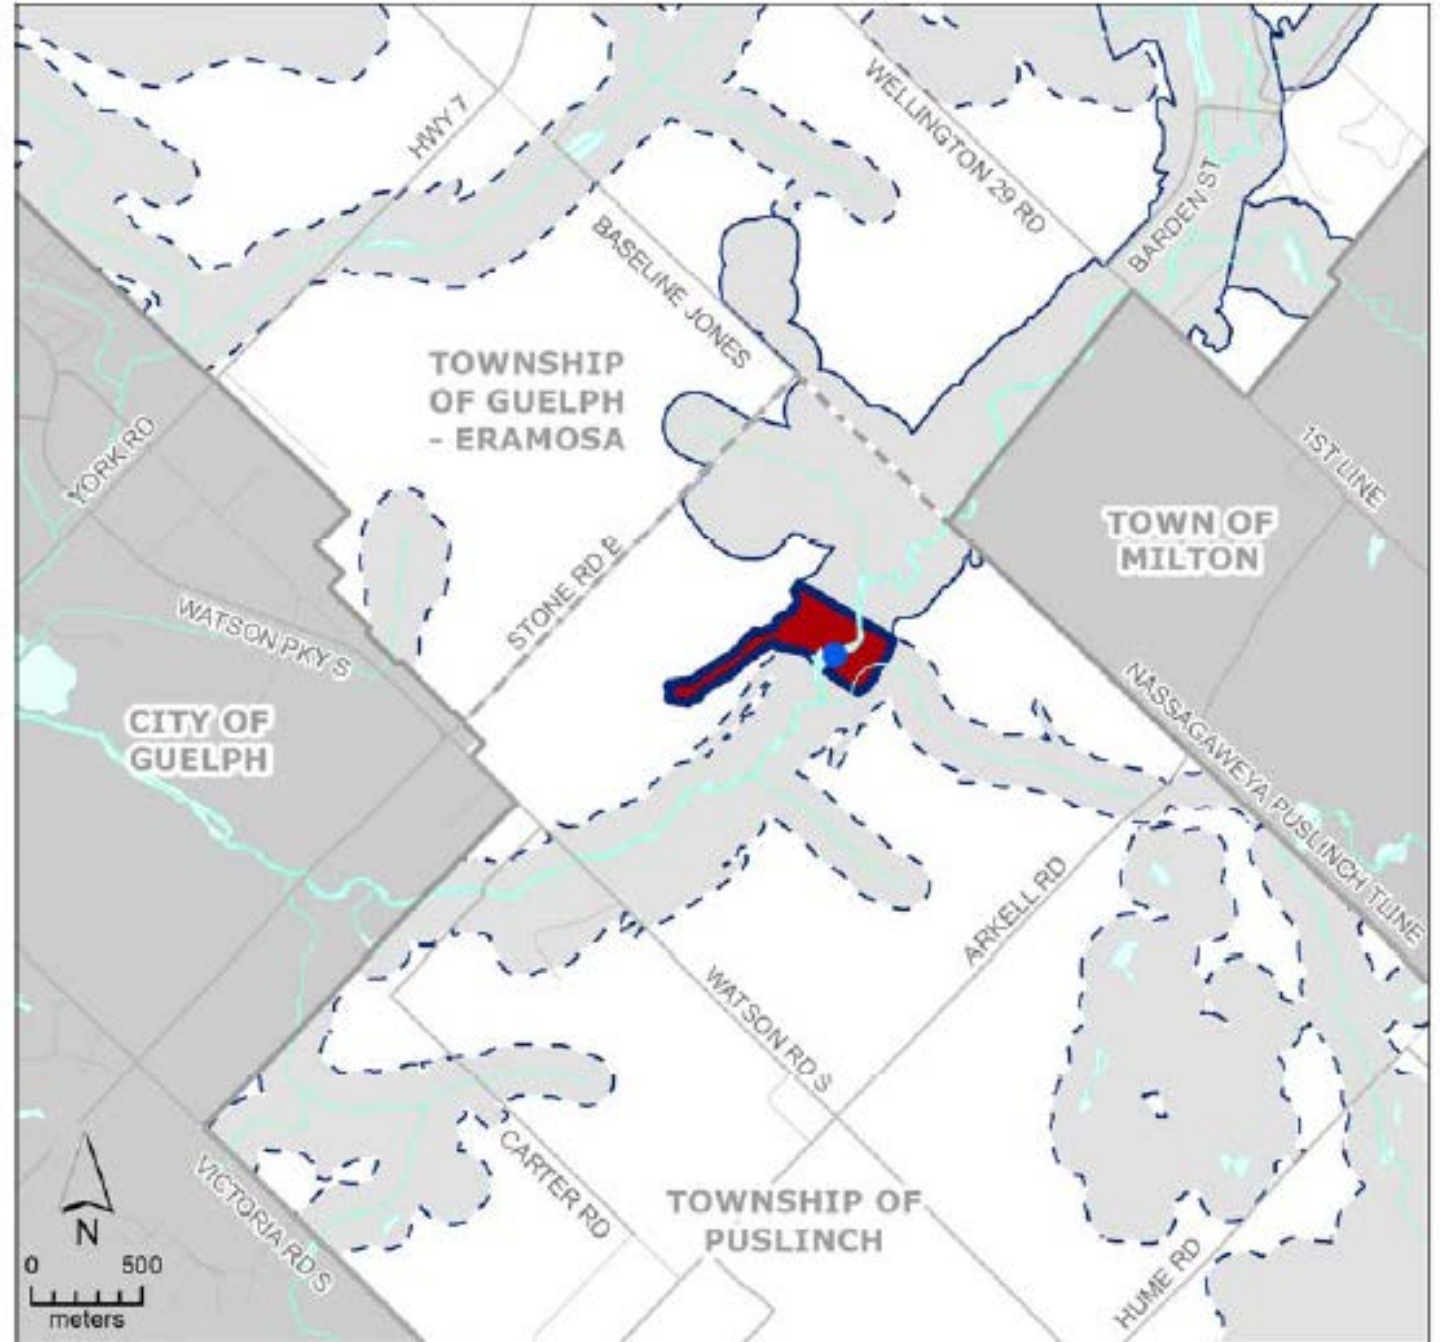 HWY 7
WELLINGTON 29 RD
BARDEN ST
BASELINE JONES
TOWNSHIP
OF GUELPH
- ERAMOSA
YORK RD
1ST LINE
TOWN OF
MILTON
STONE RD E
WATSON PKY S
CITY OF
GUELPH
NASSAGAWEYA PUSLINCH TLINE
ARKELL RD
WATSON RD S
CARTER RD
VICTORIA RD S
TOWNSHIP OF
PUSLINCH
HUME RD
N
0 500
meters